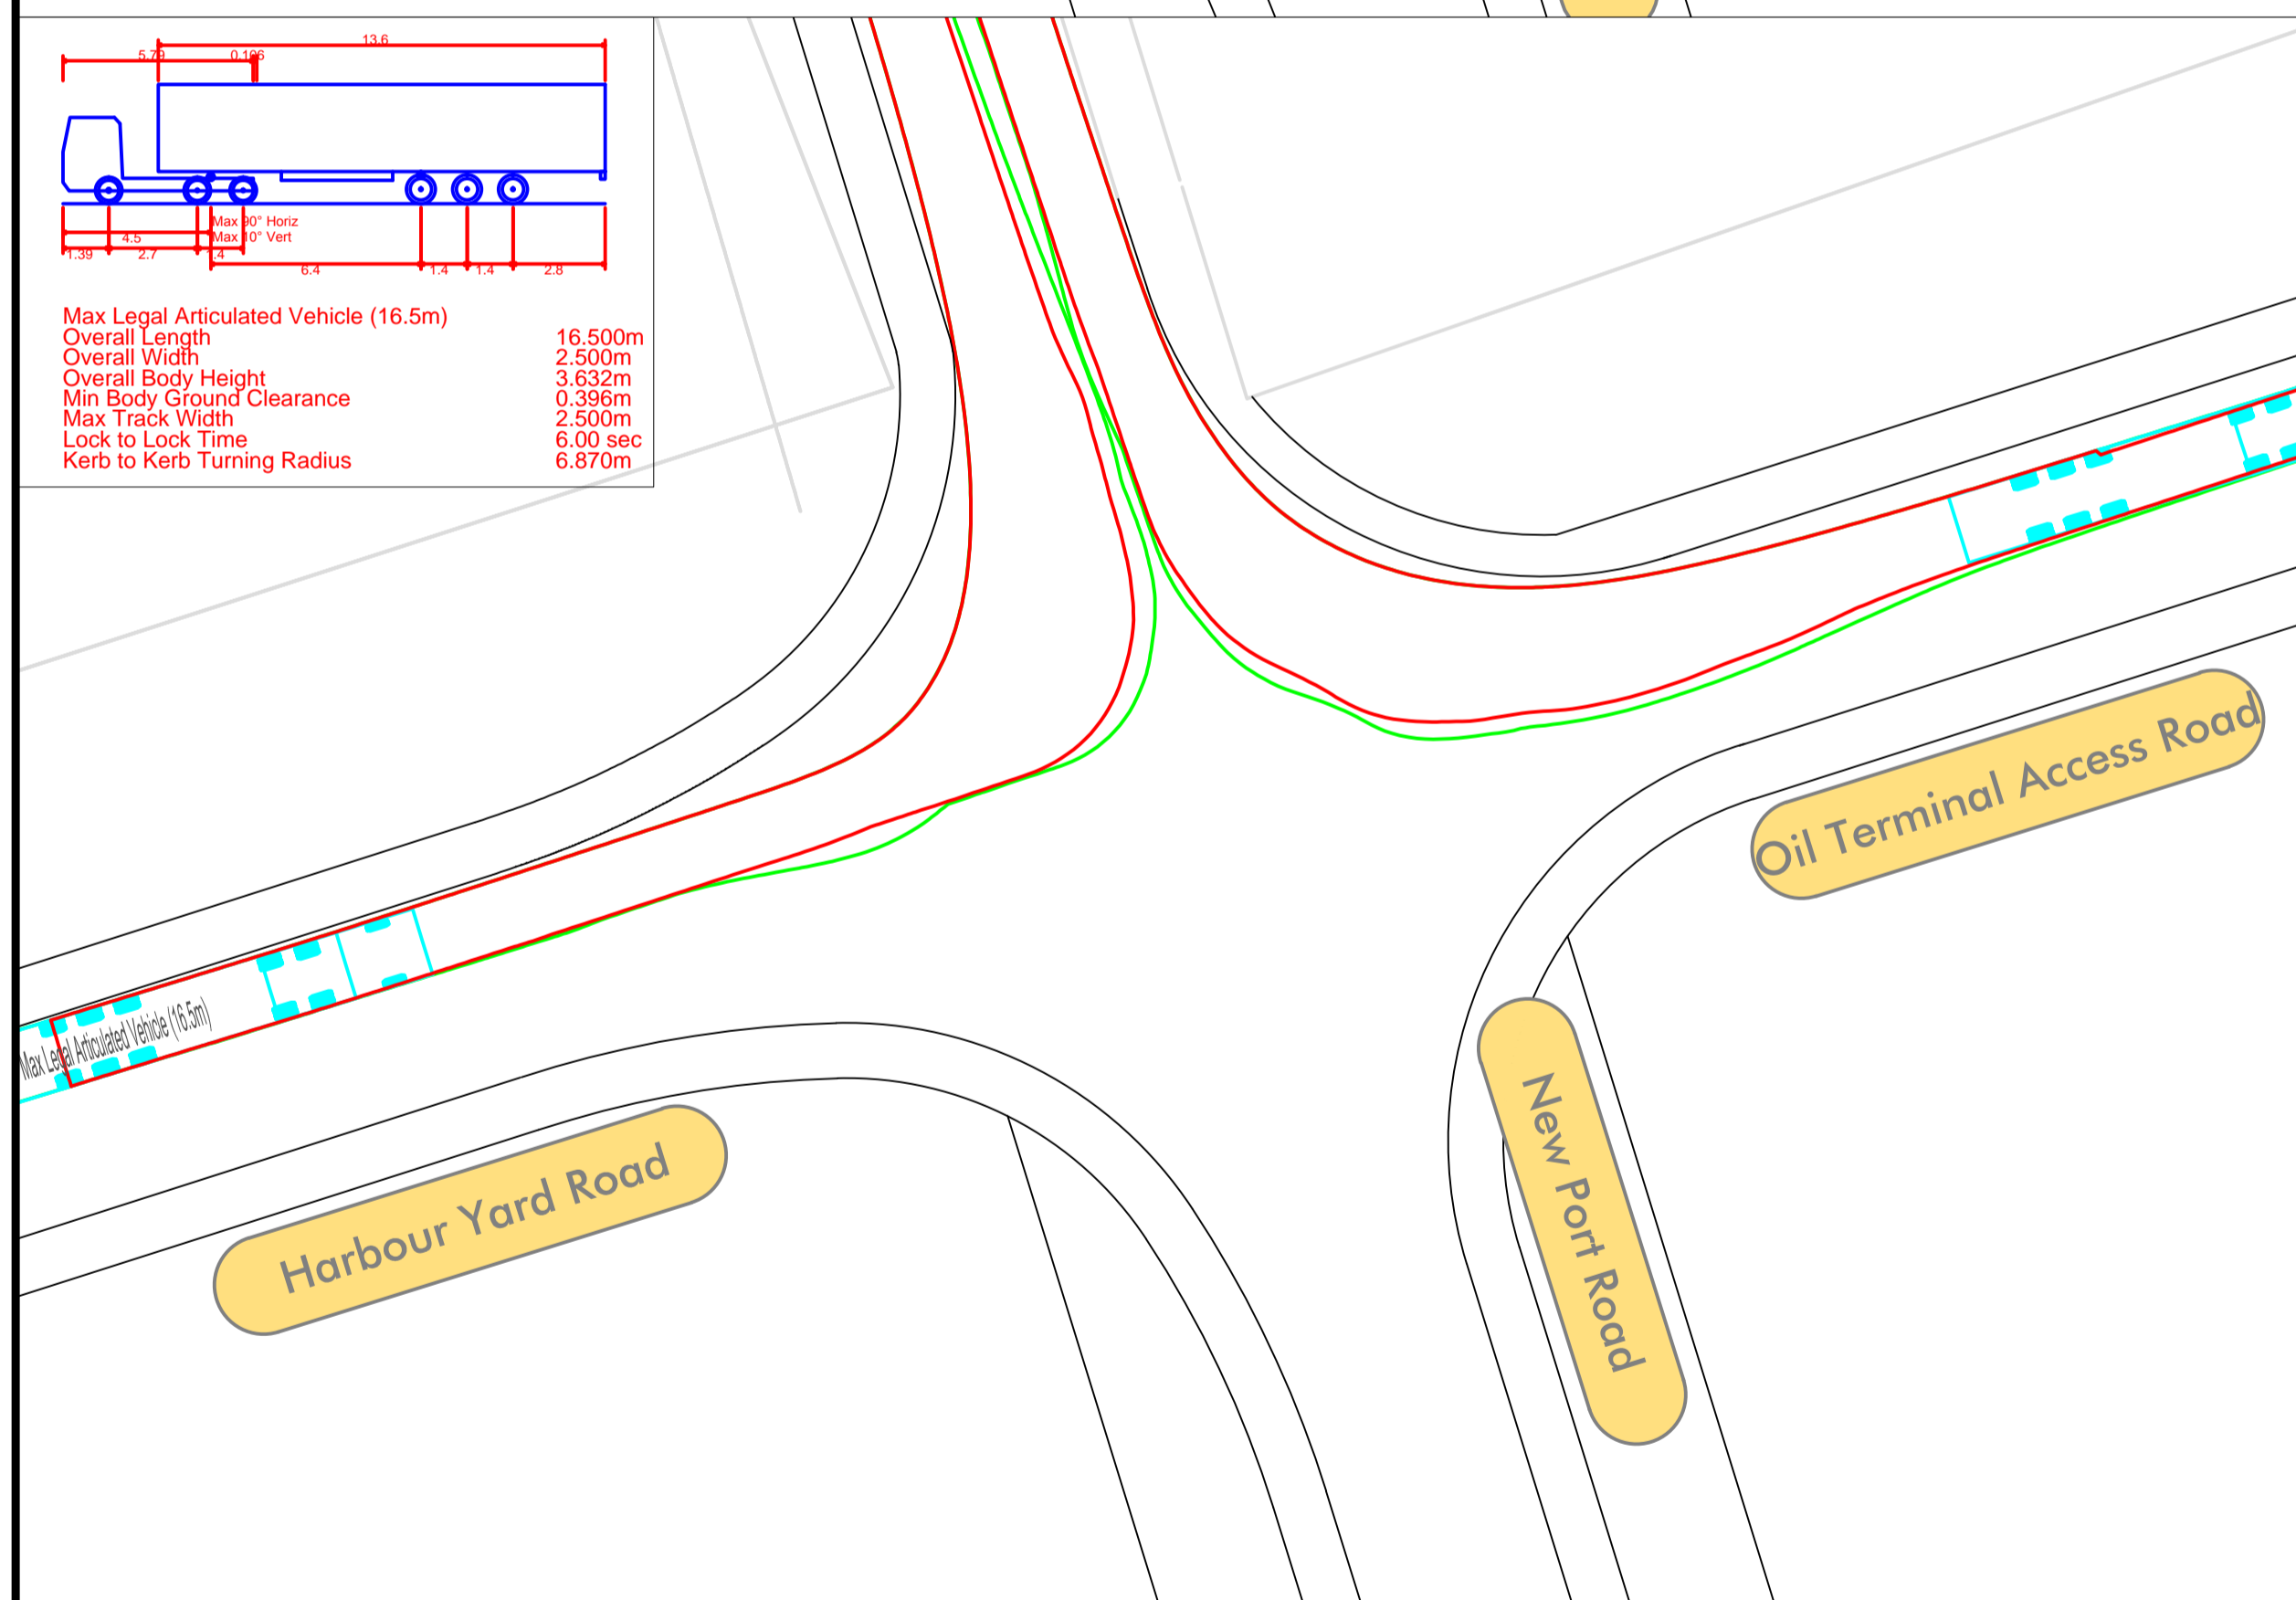 13.6
5.79 0.106
Max 90° Horiz
Max 10° Vert
4.5
1.39 2.7 1.4
6.4 1.4 1.4 2.8
Max Legal Articulated Vehicle (16.5m)
Overall Length 16.500m
Overall Width 2.500m
Overall Body Height 3.632m
Min Body Ground Clearance 0.396m
Max Track Width 2.500m
Lock to Lock Time 6.00 sec
Kerb to Kerb Turning Radius 6.870m
Oil Terminal Access Road
Max Legal Articulated Vehicle (16.5m)
Harbour Yard Road
New Port Road